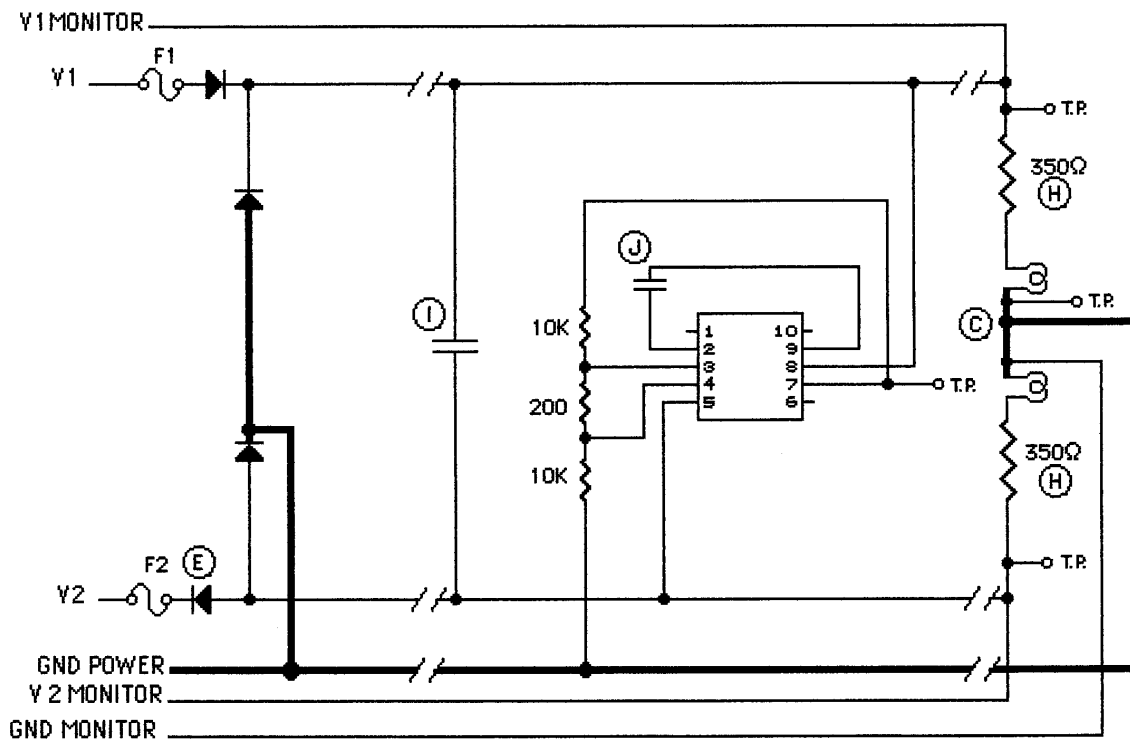 V1 MONITOR
F1
V1
T.P.
350Ω
H
J
I
10K
1 10
2 9
3 8
4 7
5 6
T.P.
C
T.P.
200
10K
350Ω
H
F2
E
V2
T.P.
GND POWER
V 2 MONITOR
GND MONITOR